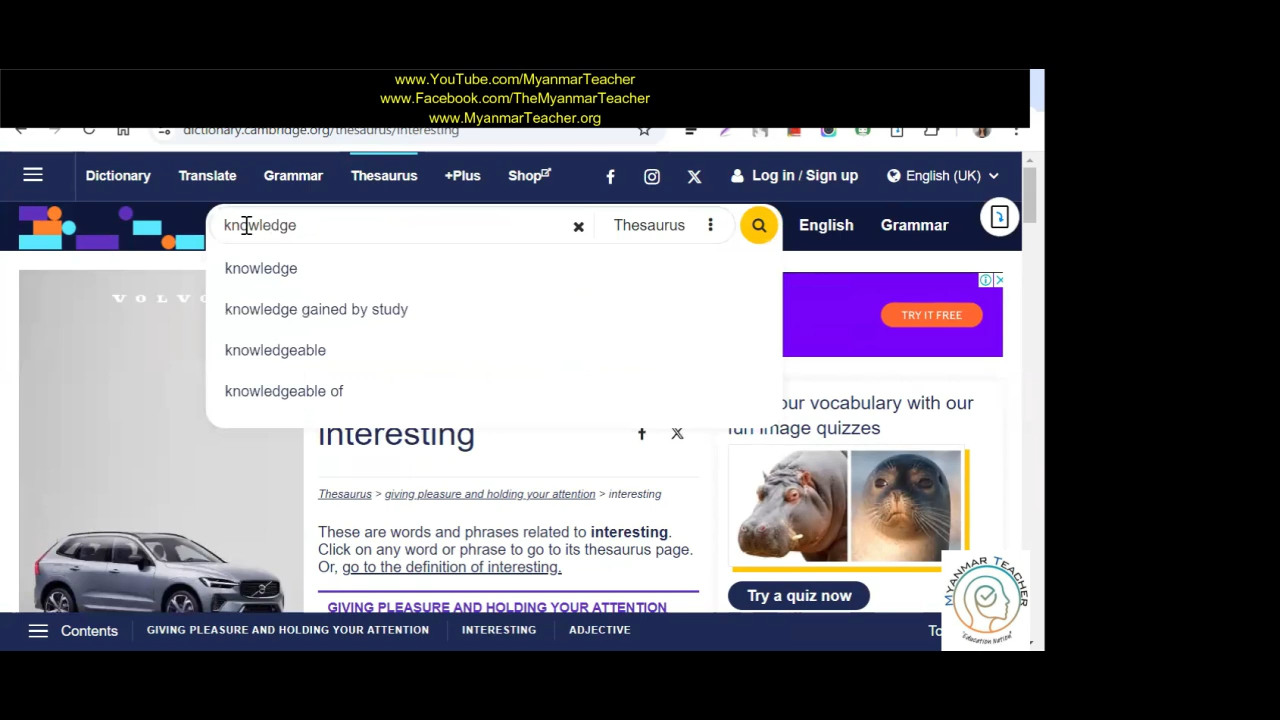 www.YouTube.com/MyanmarTeacher
www.Facebook.com/TheMyanmarTeacher
www.MyanmarTeacher.org
dictionary.cambridge.org/thesaurus/interesting
Dictionary Translate Grammar Thesaurus +Plus Shop Log in / Sign up English (UK)
knowledge Thesaurus English Grammar
knowledge
knowledge gained by study
knowledgeable
knowledgeable of
VOLV
TRY IT FREE
our vocabulary with our
fun image quizzes
interesting
Thesaurus > giving pleasure and holding your attention > interesting
These are words and phrases related to interesting.
Click on any word or phrase to go to its thesaurus page.
Or, go to the definition of interesting.
GIVING PLEASURE AND HOLDING YOUR ATTENTION
Try a quiz now
MYANMAR TEACHER
"Education Nation"
Contents GIVING PLEASURE AND HOLDING YOUR ATTENTION INTERESTING ADJECTIVE To